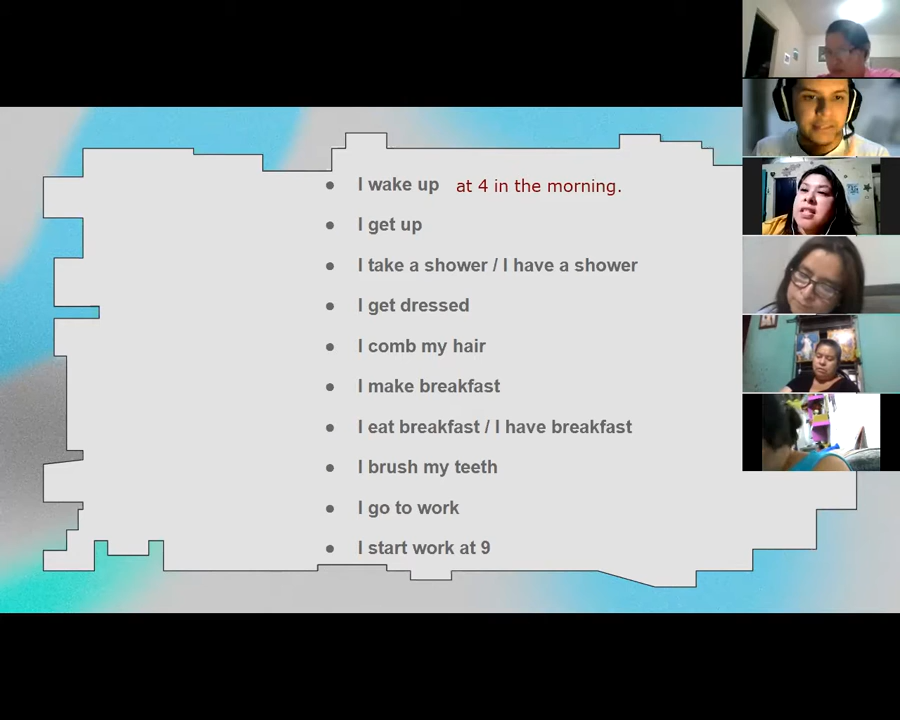 ● I wake up at 4 in the morning.
● I get up
● I take a shower / I have a shower
● I get dressed
● I comb my hair
● I make breakfast
● I eat breakfast / I have breakfast
● I brush my teeth
● I go to work
● I start work at 9